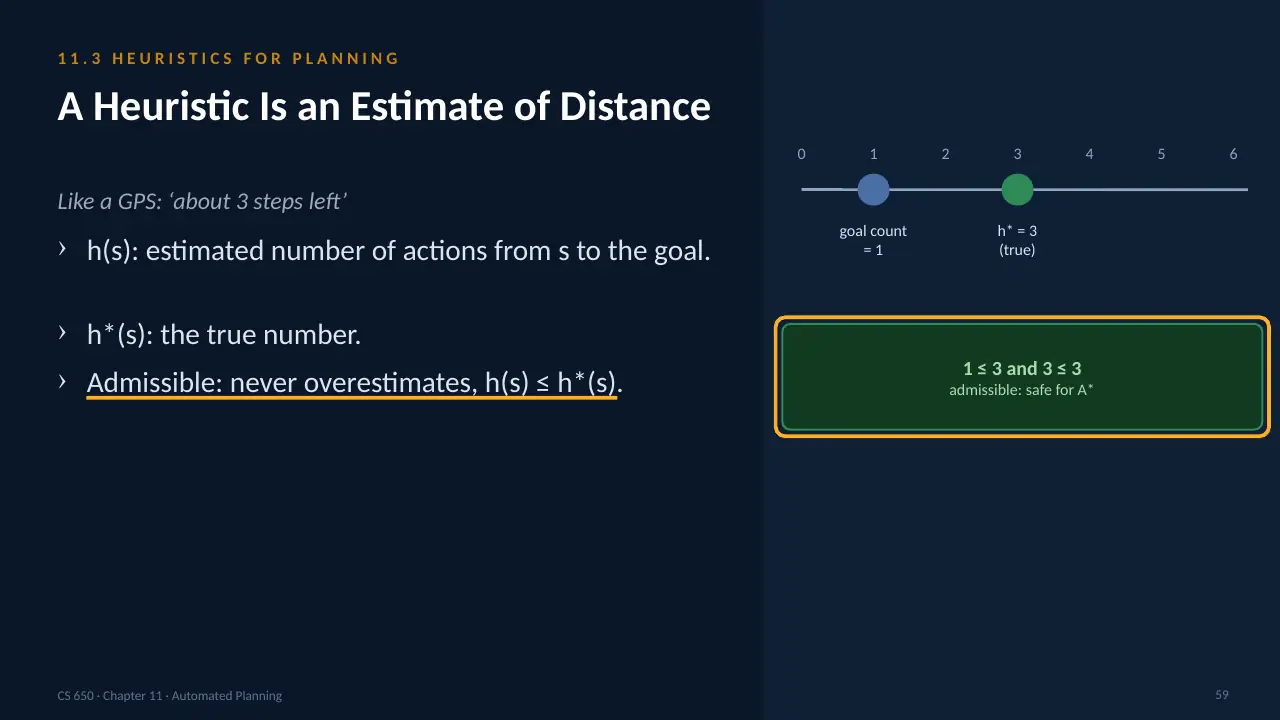 11.3 HEURISTICS FOR PLANNING
A Heuristic Is an Estimate of Distance
Like a GPS: ‘about 3 steps left’
› h(s): estimated number of actions from s to the goal.
› h*(s): the true number.
› Admissible: never overestimates, h(s) ≤ h*(s).
0 1 2 3 4 5 6
goal count
= 1
h* = 3
(true)
1 ≤ 3 and 3 ≤ 3
admissible: safe for A*
CS 650 · Chapter 11 · Automated Planning
59